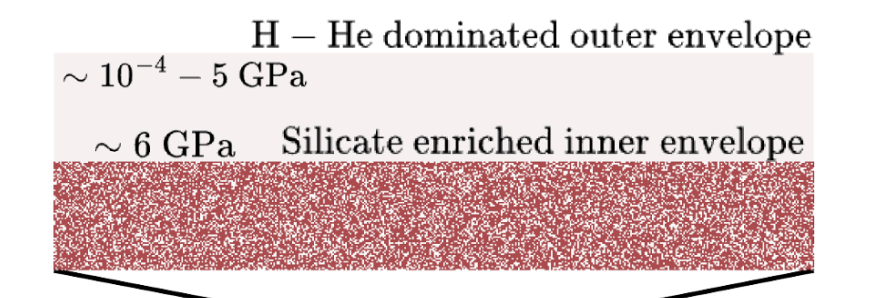 H − He dominated outer envelope
∼ 10⁻⁴ − 5 GPa
∼ 6 GPa Silicate enriched inner envelope